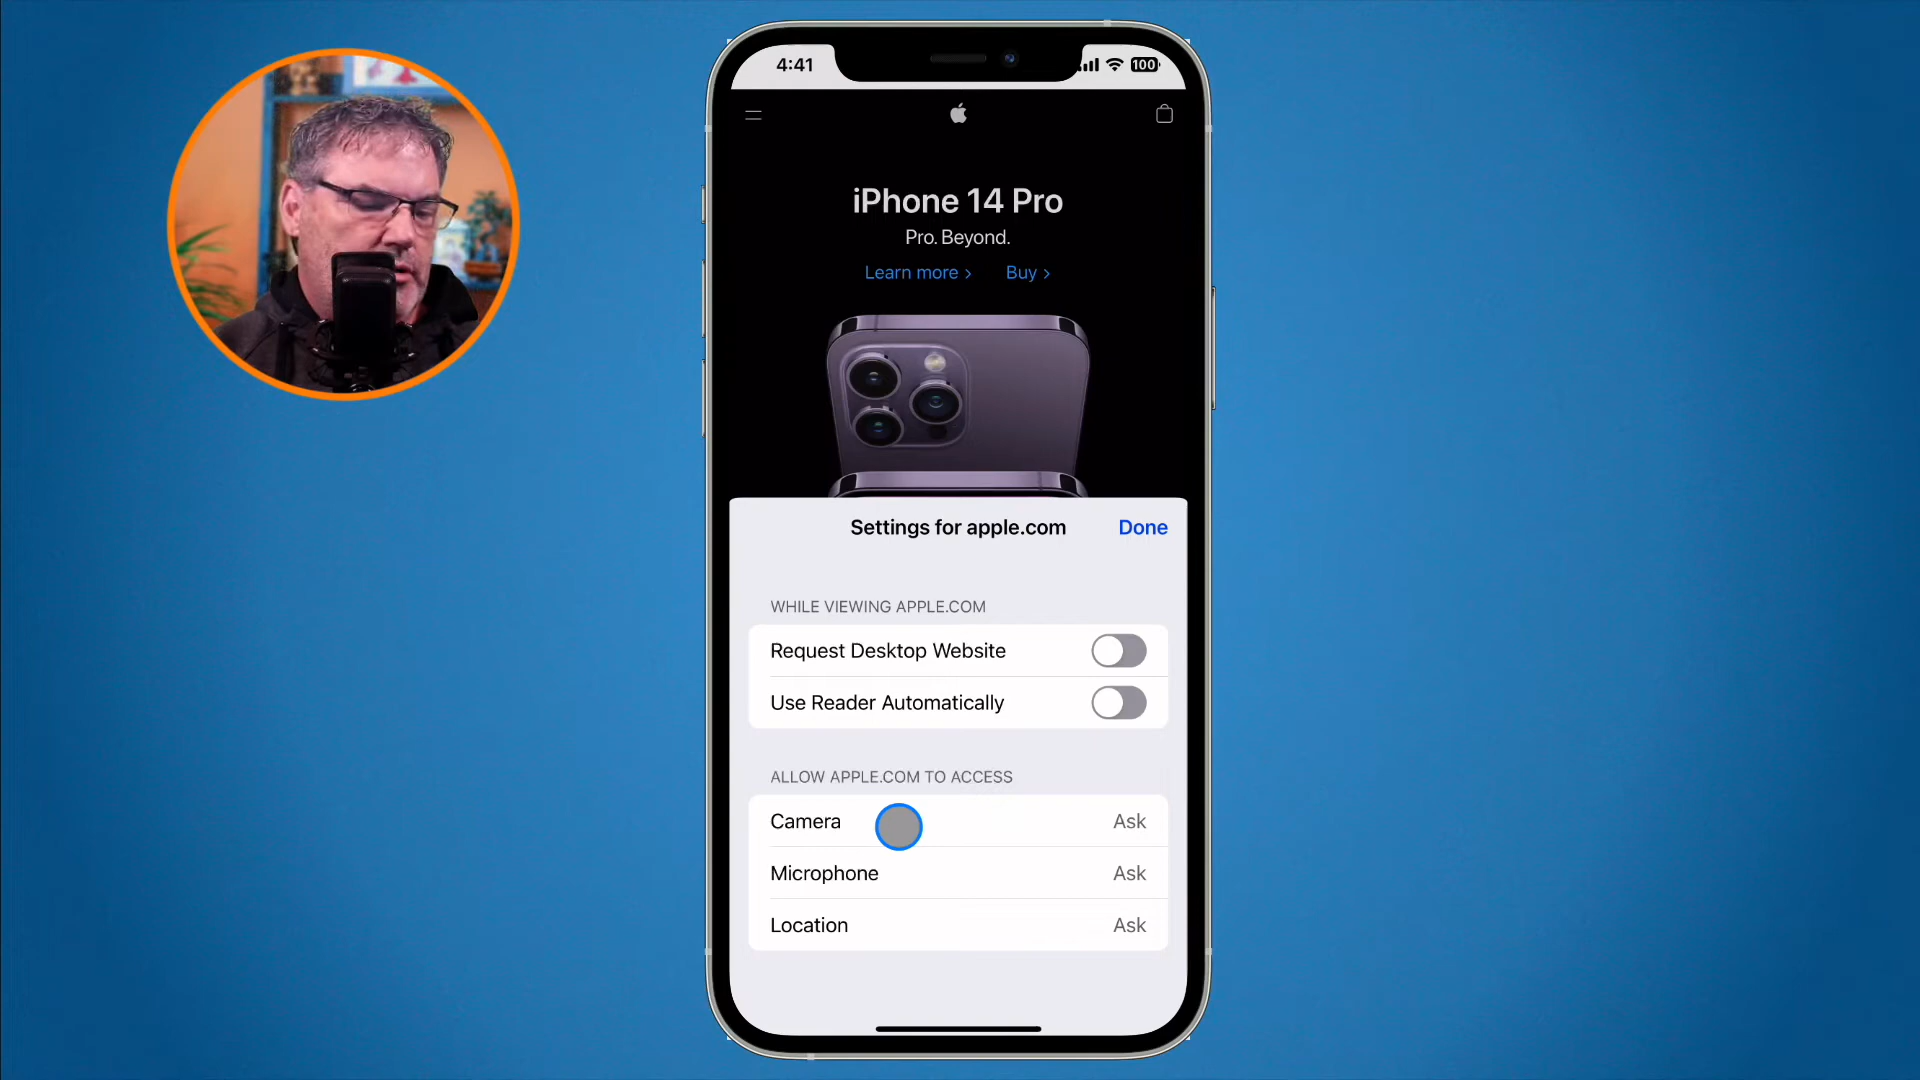 4:41
100
iPhone 14 Pro
Pro. Beyond.
Learn more > Buy >
Settings for apple.com Done
WHILE VIEWING APPLE.COM
Request Desktop Website
Use Reader Automatically
ALLOW APPLE.COM TO ACCESS
Camera Ask
Microphone Ask
Location Ask